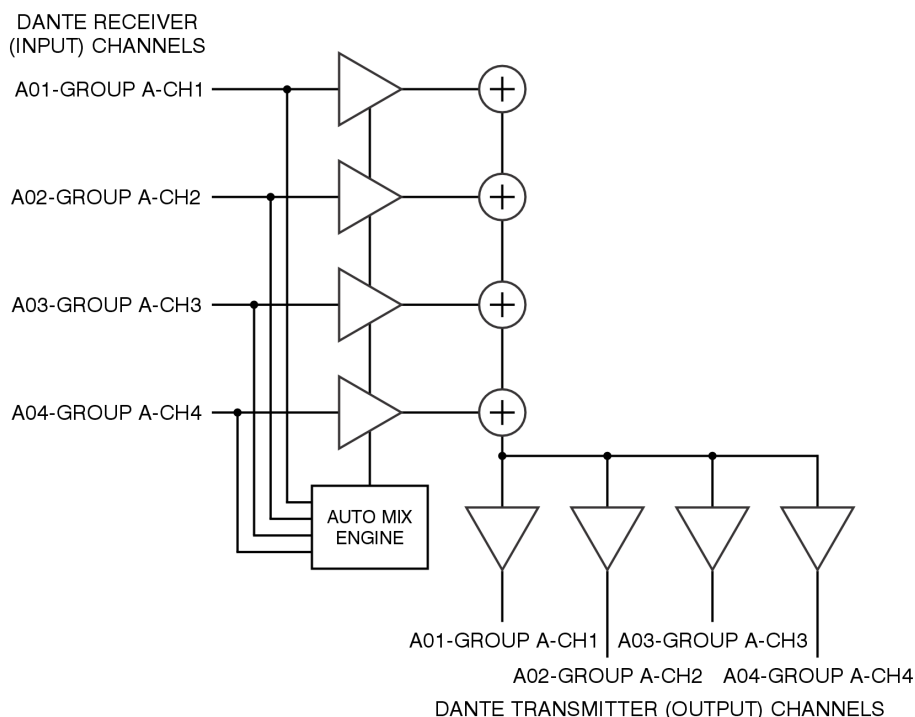 DANTE RECEIVER
(INPUT) CHANNELS
A01-GROUP A-CH1
A02-GROUP A-CH2
A03-GROUP A-CH3
A04-GROUP A-CH4
AUTO MIX
ENGINE
A01-GROUP A-CH1
A03-GROUP A-CH3
A02-GROUP A-CH2
A04-GROUP A-CH4
DANTE TRANSMITTER (OUTPUT) CHANNELS